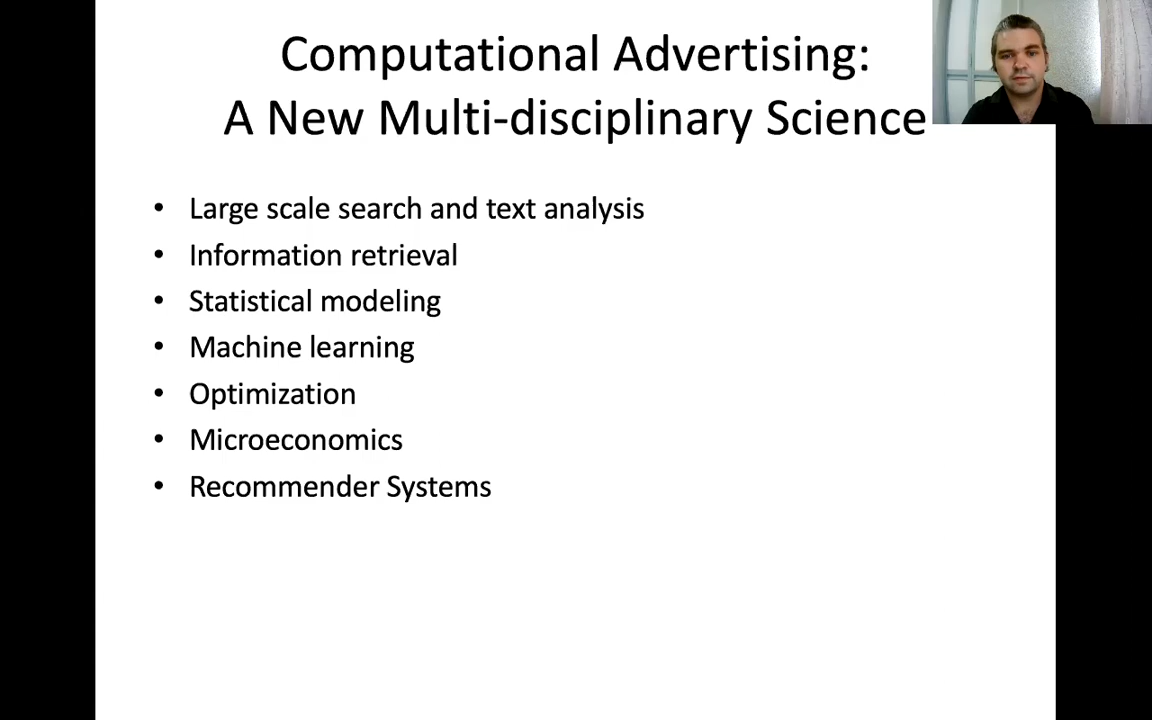 Computational Advertising:
A New Multi-disciplinary Science
• Large scale search and text analysis
• Information retrieval
• Statistical modeling
• Machine learning
• Optimization
• Microeconomics
• Recommender Systems